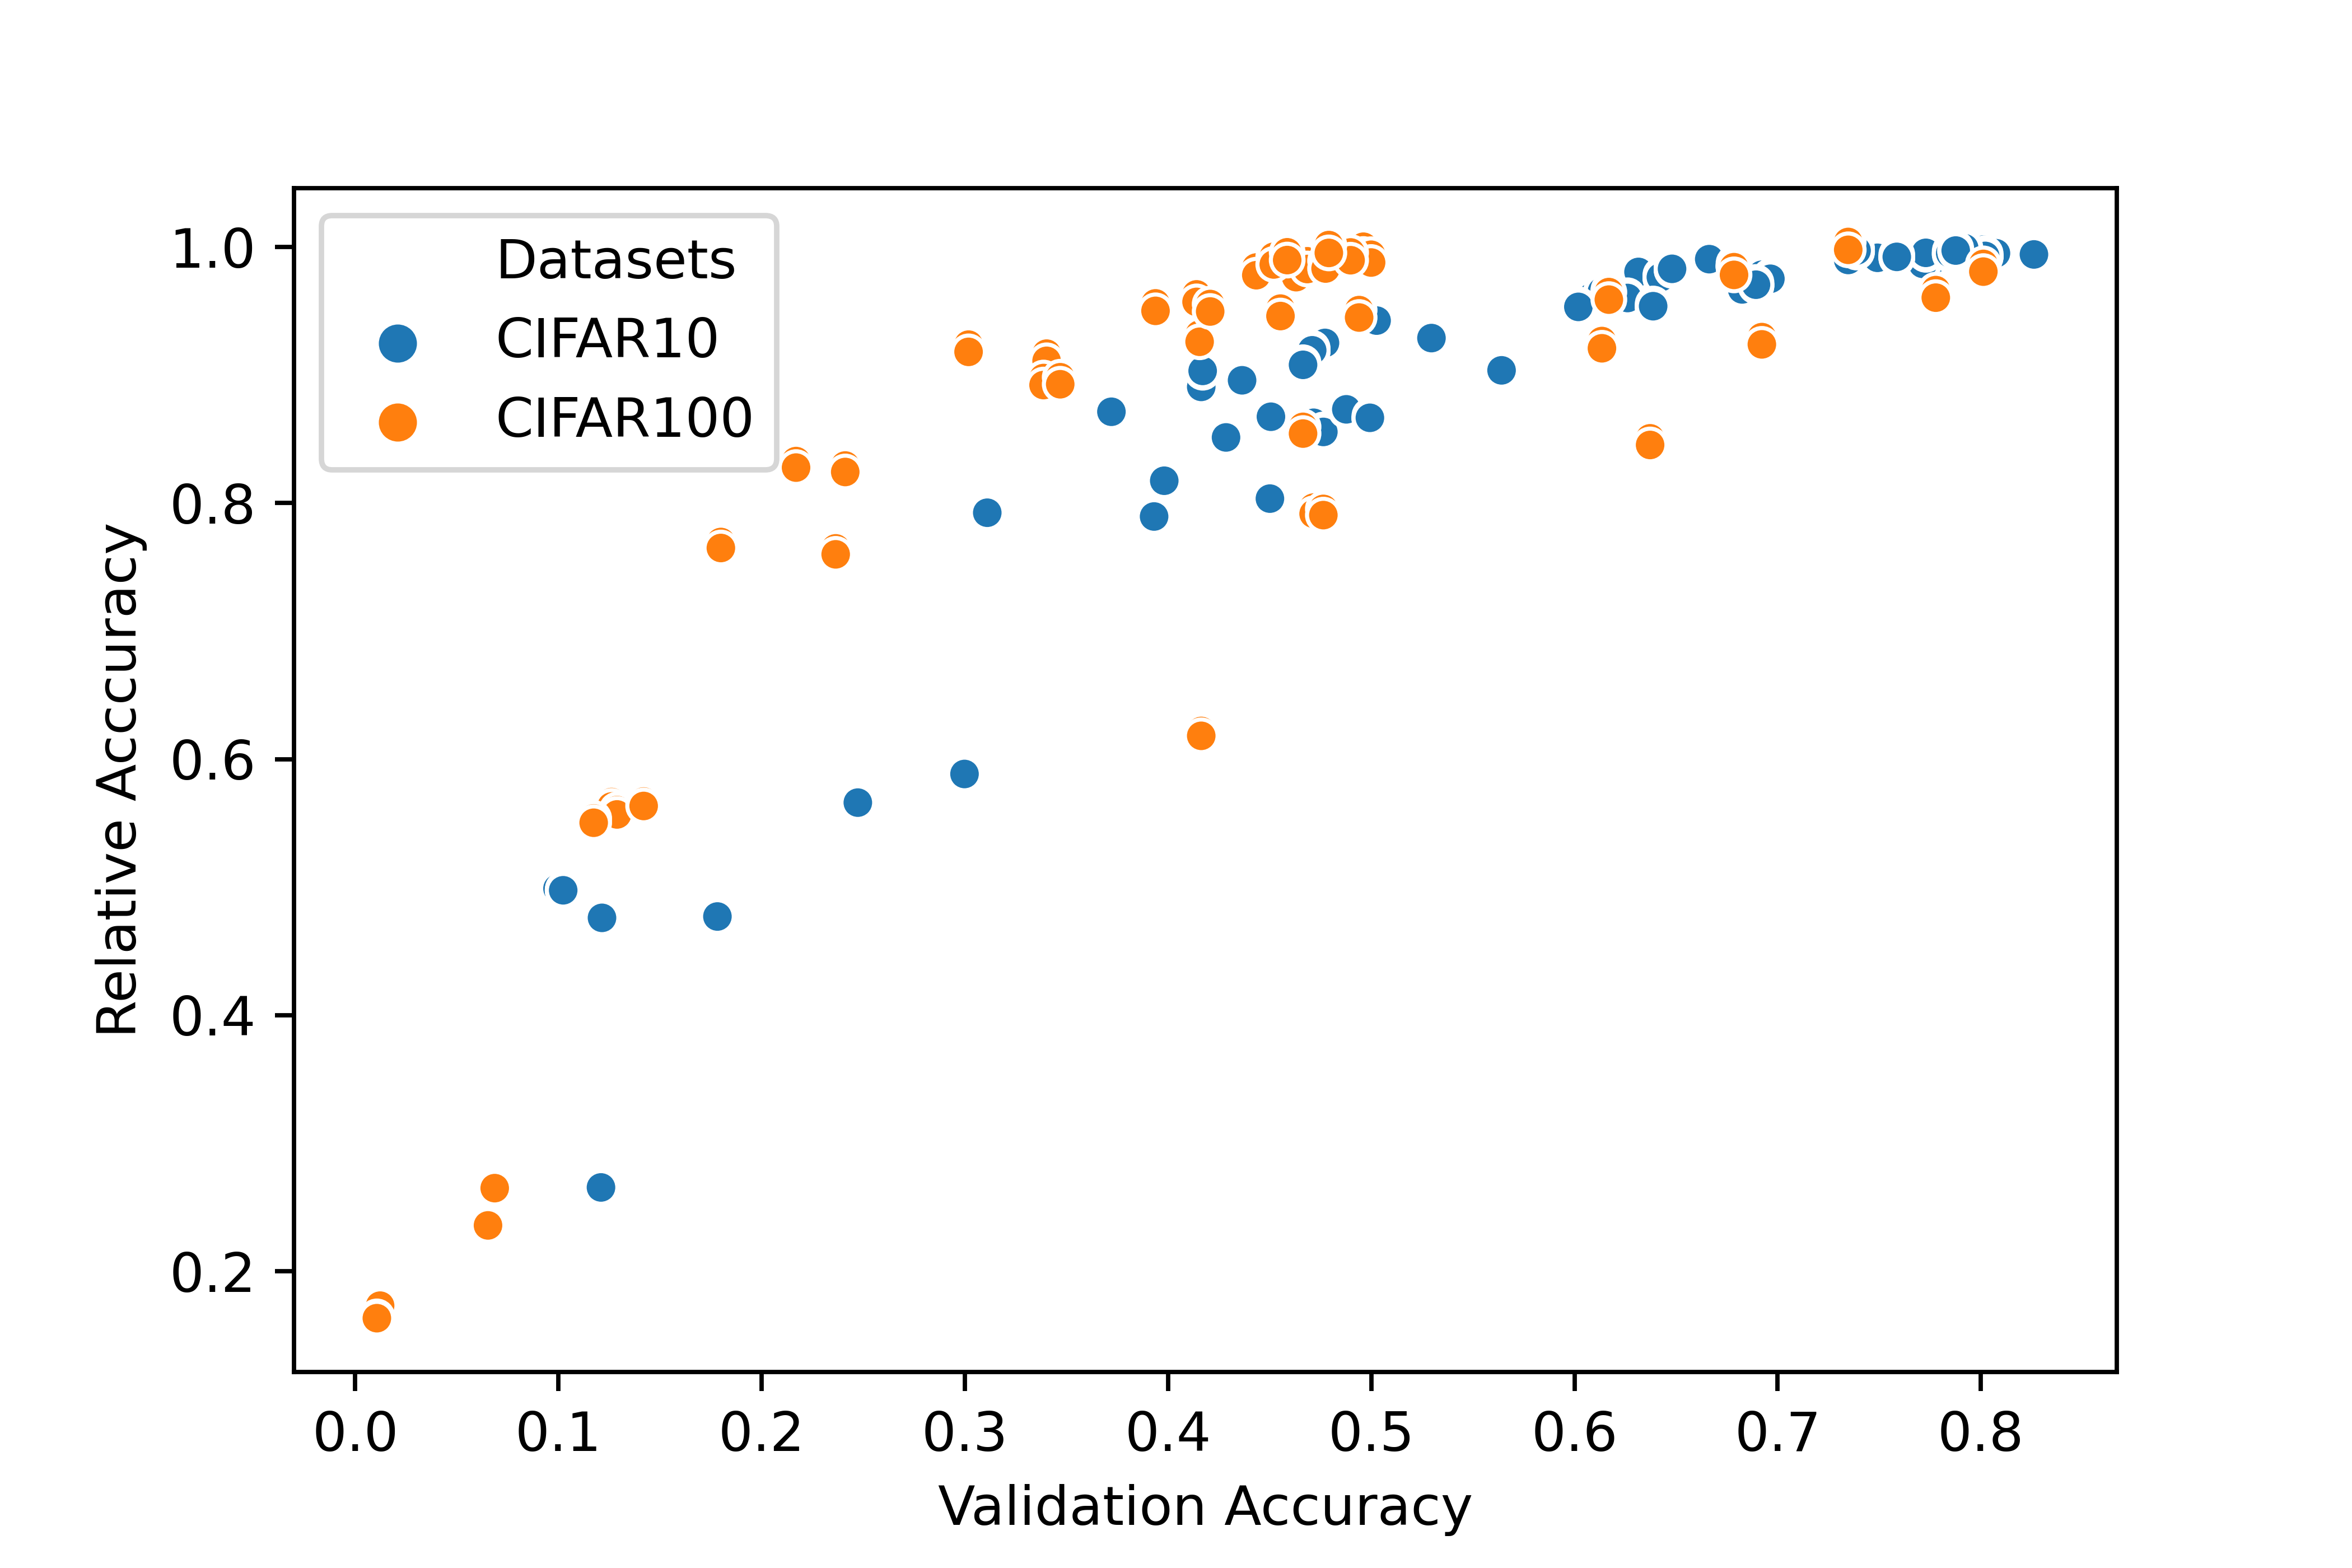 Datasets
CIFAR10
CIFAR100
1.0
0.8
0.6
0.4
0.2
Relative Acccuracy
0.0 0.1 0.2 0.3 0.4 0.5 0.6 0.7 0.8
Validation Accuracy